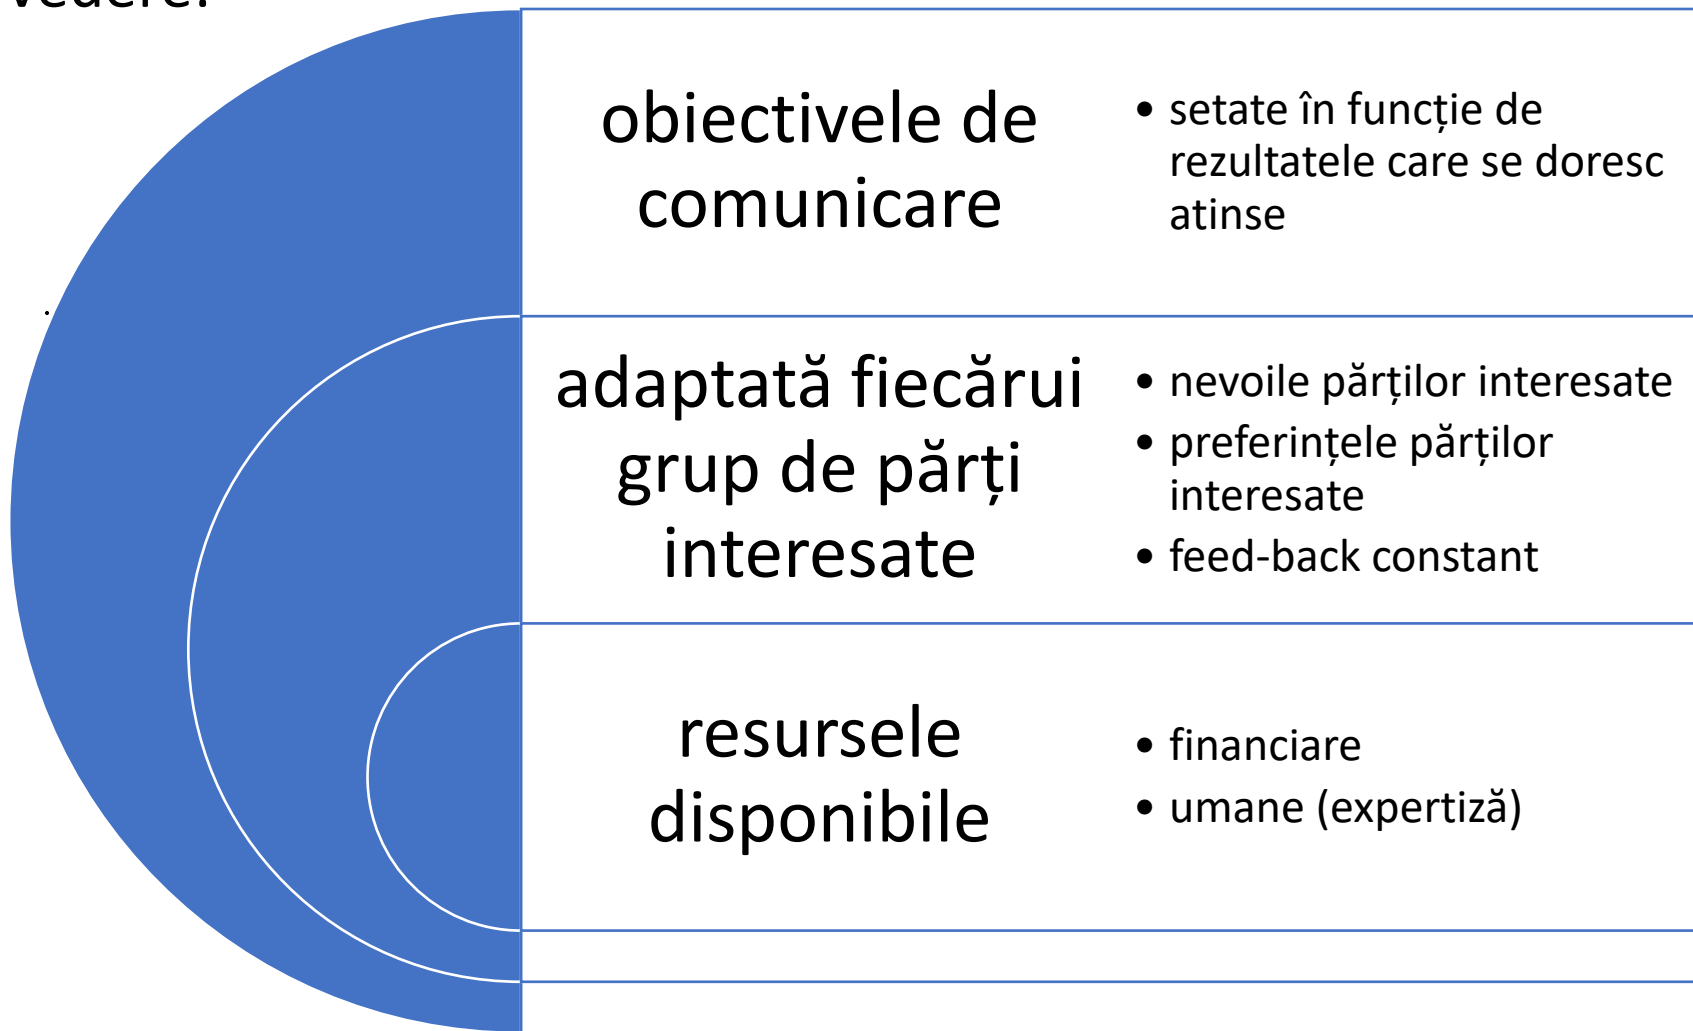 vedere:
obiectivele de
comunicare
• setate în funcție de
rezultatele care se doresc
atinse
adaptată fiecărui
grup de părți
interesate
• nevoile părților interesate
• preferințele părților
interesate
• feed-back constant
resursele
disponibile
• financiare
• umane (expertiză)